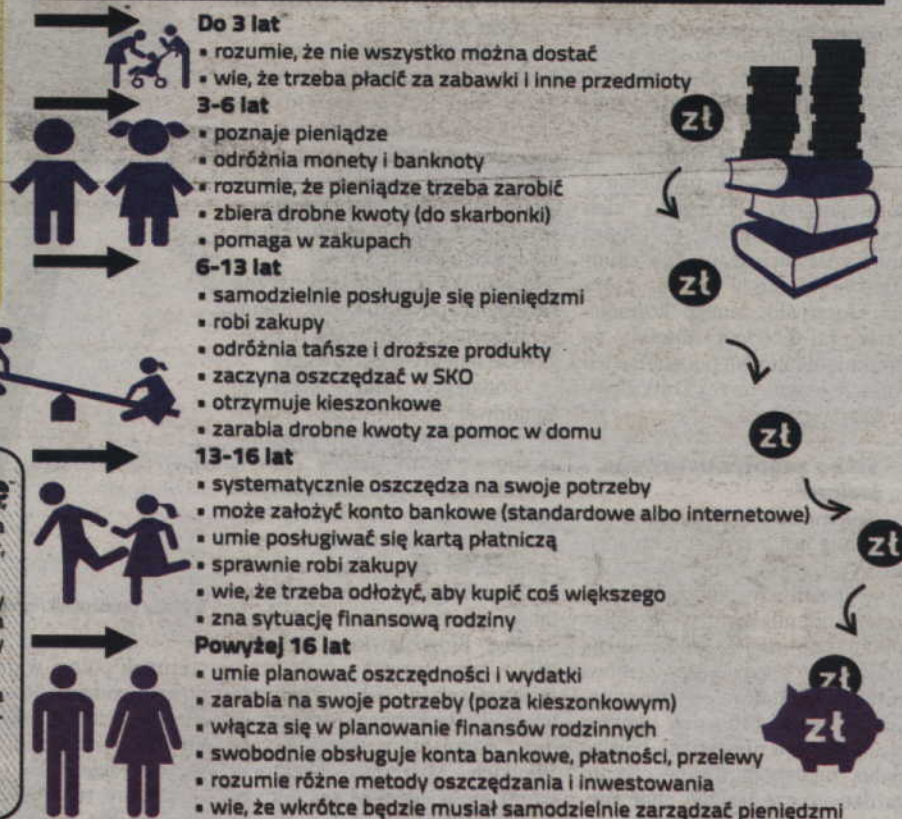 Do 3 lat
▪ rozumie, że nie wszystko można dostać
▪ wie, że trzeba płacić za zabawki i inne przedmioty
3-6 lat
▪ poznaje pieniądze
▪ odróżnia monety i banknoty
▪ rozumie, że pieniądze trzeba zarobić
▪ zbiera drobne kwoty (do skarbonki)
▪ pomaga w zakupach
6-13 lat
▪ samodzielnie posługuje się pieniędzmi
▪ robi zakupy
▪ odróżnia tańsze i droższe produkty
▪ zaczyna oszczędzać w SKO
▪ otrzymuje kieszonkowe
▪ zarabia drobne kwoty za pomoc w domu
13-16 lat
▪ systematycznie oszczędza na swoje potrzeby
▪ może założyć konto bankowe (standardowe albo internetowe)
▪ umie posługiwać się kartą płatniczą
▪ sprawnie robi zakupy
▪ wie, że trzeba odłożyć, aby kupić coś większego
▪ zna sytuację finansową rodziny
Powyżej 16 lat
▪ umie planować oszczędności i wydatki
▪ zarabia na swoje potrzeby (poza kieszonkowym)
▪ włącza się w planowanie finansów rodzinnych
▪ swobodnie obsługuje konta bankowe, płatności, przelewy
▪ rozumie różne metody oszczędzania i inwestowania
▪ wie, że wkrótce będzie musiał samodzielnie zarządzać pieniędzmi
zł
zł
zł
zł
zł
zł